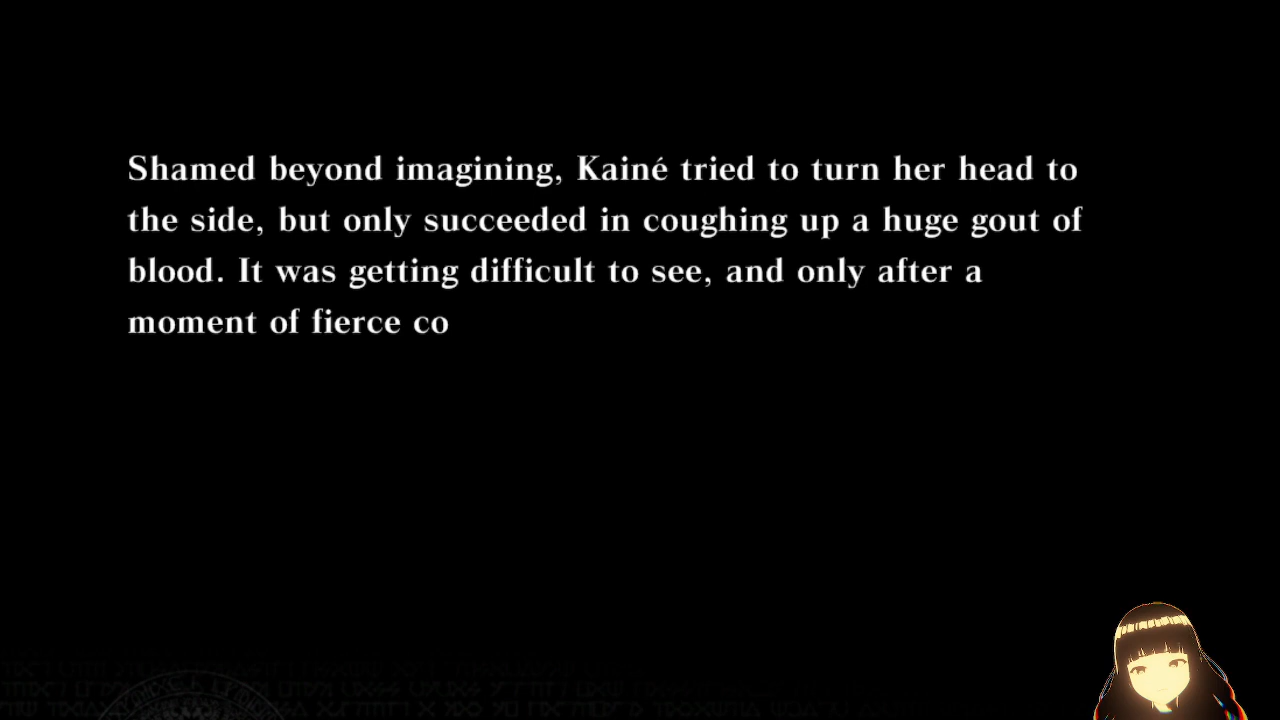 Shamed beyond imagining, Kainé tried to turn her head to
the side, but only succeeded in coughing up a huge gout of
blood. It was getting difficult to see, and only after a
moment of fierce co